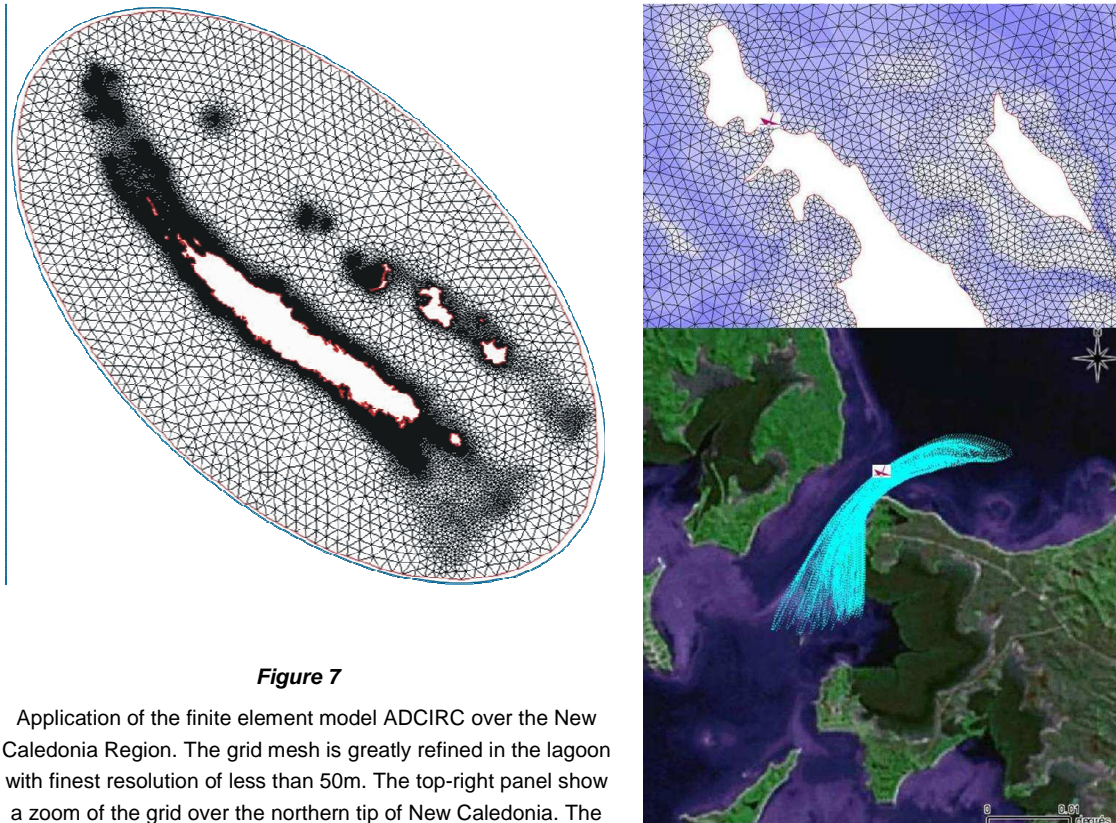 Figure 7
Application of the finite element model ADCIRC over the New
Caledonia Region. The grid mesh is greatly refined in the lagoon
with finest resolution of less than 50m. The top-right panel show
a zoom of the grid over the northern tip of New Caledonia. The
0 0.01
degrés